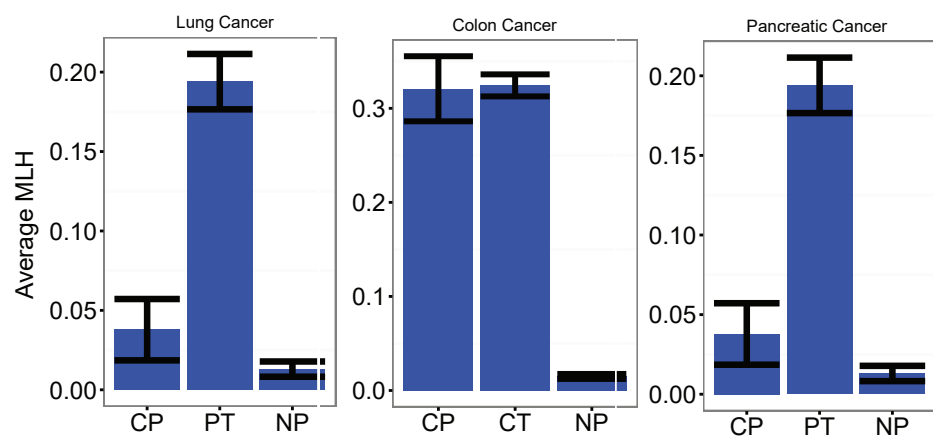 Lung Cancer
Colon Cancer
Pancreatic Cancer
Average MLH
0.20
0.15
0.10
0.05
0.00
CP PT NP
0.3
0.2
0.1
0.0
CP CT NP
0.20
0.15
0.10
0.05
0.00
CP PT NP